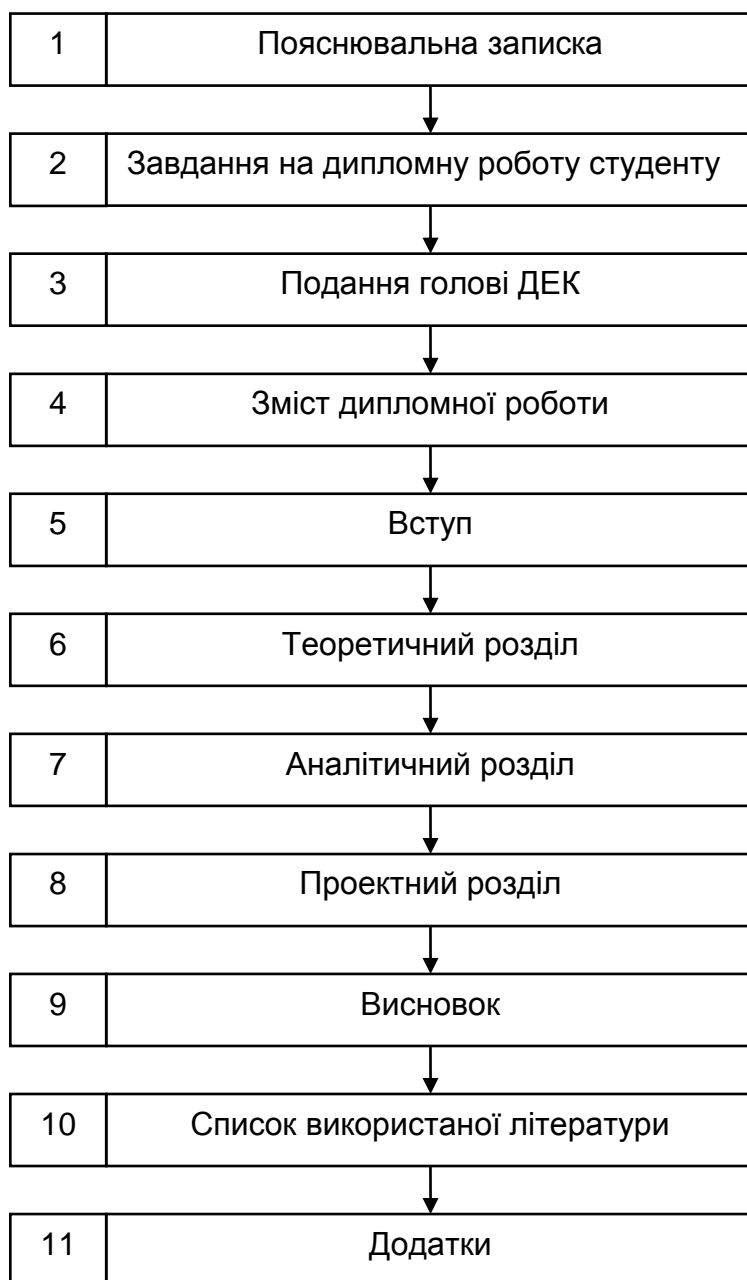 1 Пояснювальна записка
2 Завдання на дипломну роботу студенту
3 Подання голові ДЕК
4 Зміст дипломної роботи
5 Вступ
6 Теоретичний розділ
7 Аналітичний розділ
8 Проектний розділ
9 Висновок
10 Список використаної літератури
11 Додатки